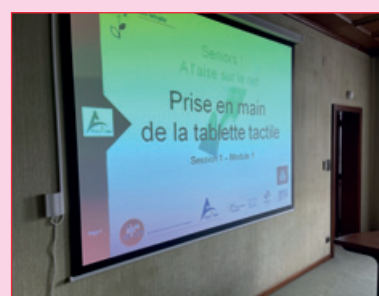 Seniors :
A l'aise sur le net
Prise en main
de la tablette tactile
Session 1 - Module 1